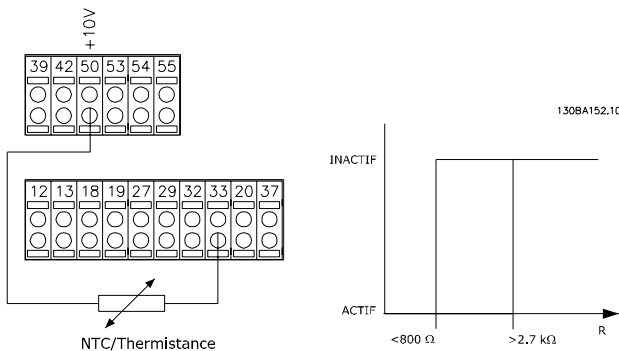 +10V
39 42 50 53 54 55
130BA152.10
INACTIF
12 13 18 19 27 29 32 33 20 37
ACTIF
R
<800 Ω
>2.7 kΩ
NTC/Thermistance